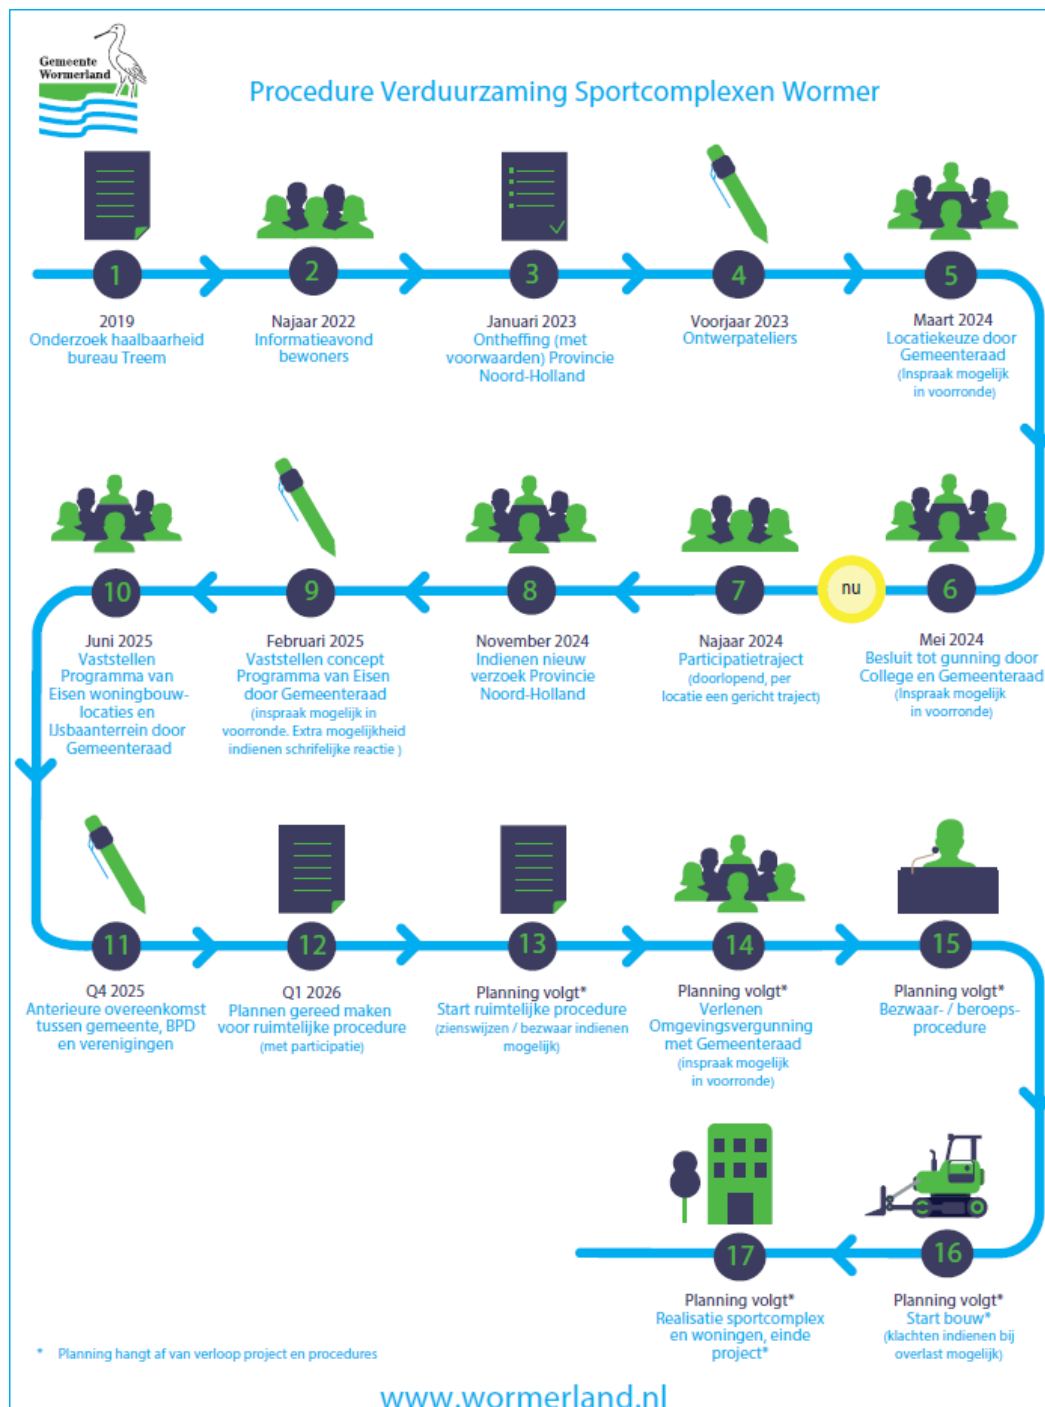 Gemeente
Wormerland
Procedure Verduurzaming Sportcomplexen Wormer
1
2019
Onderzoek haalbaarheid
bureau Treem
2
Najaar 2022
Informatieavond
bewoners
3
Januari 2023
Ontheffing (met
voorwaarden) Provincie
Noord-Holland
4
Voorjaar 2023
Ontwerpateliers
5
Maart 2024
Locatiekeuze door
Gemeenteraad
(Inspraak mogelijk
in voorronde)
6
Mei 2024
Besluit tot gunning door
College en Gemeenteraad
(Inspraak mogelijk
in voorronde)
nu
7
Najaar 2024
Participatietraject
(doorlopend, per
locatie een gericht traject)
8
November 2024
Indienen nieuw
verzoek Provincie
Noord-Holland
9
Februari 2025
Vaststellen concept
Programma van Eisen
door Gemeenteraad
(inspraak mogelijk in
voorronde. Extra mogelijkheid
indienen schrifelijke reactie )
10
Juni 2025
Vaststellen
Programma van
Eisen woningbouw-
locaties en
IJsbaanterrein door
Gemeenteraad
11
Q4 2025
Anterieure overeenkomst
tussen gemeente, BPD
en verenigingen
12
Q1 2026
Plannen gereed maken
voor ruimtelijke procedure
(met participatie)
13
Planning volgt*
Start ruimtelijke procedure
(zienswijzen / bezwaar indienen
mogelijk)
14
Planning volgt*
Verlenen
Omgevingsvergunning
met Gemeenteraad
(inspraak mogelijk
in voorronde)
15
Planning volgt*
Bezwaar- / beroeps-
procedure
16
Planning volgt*
Start bouw*
(klachten indienen bij
overlast mogelijk)
17
Planning volgt*
Realisatie sportcomplex
en woningen, einde
project*
* Planning hangt af van verloop project en procedures
www.wormerland.nl